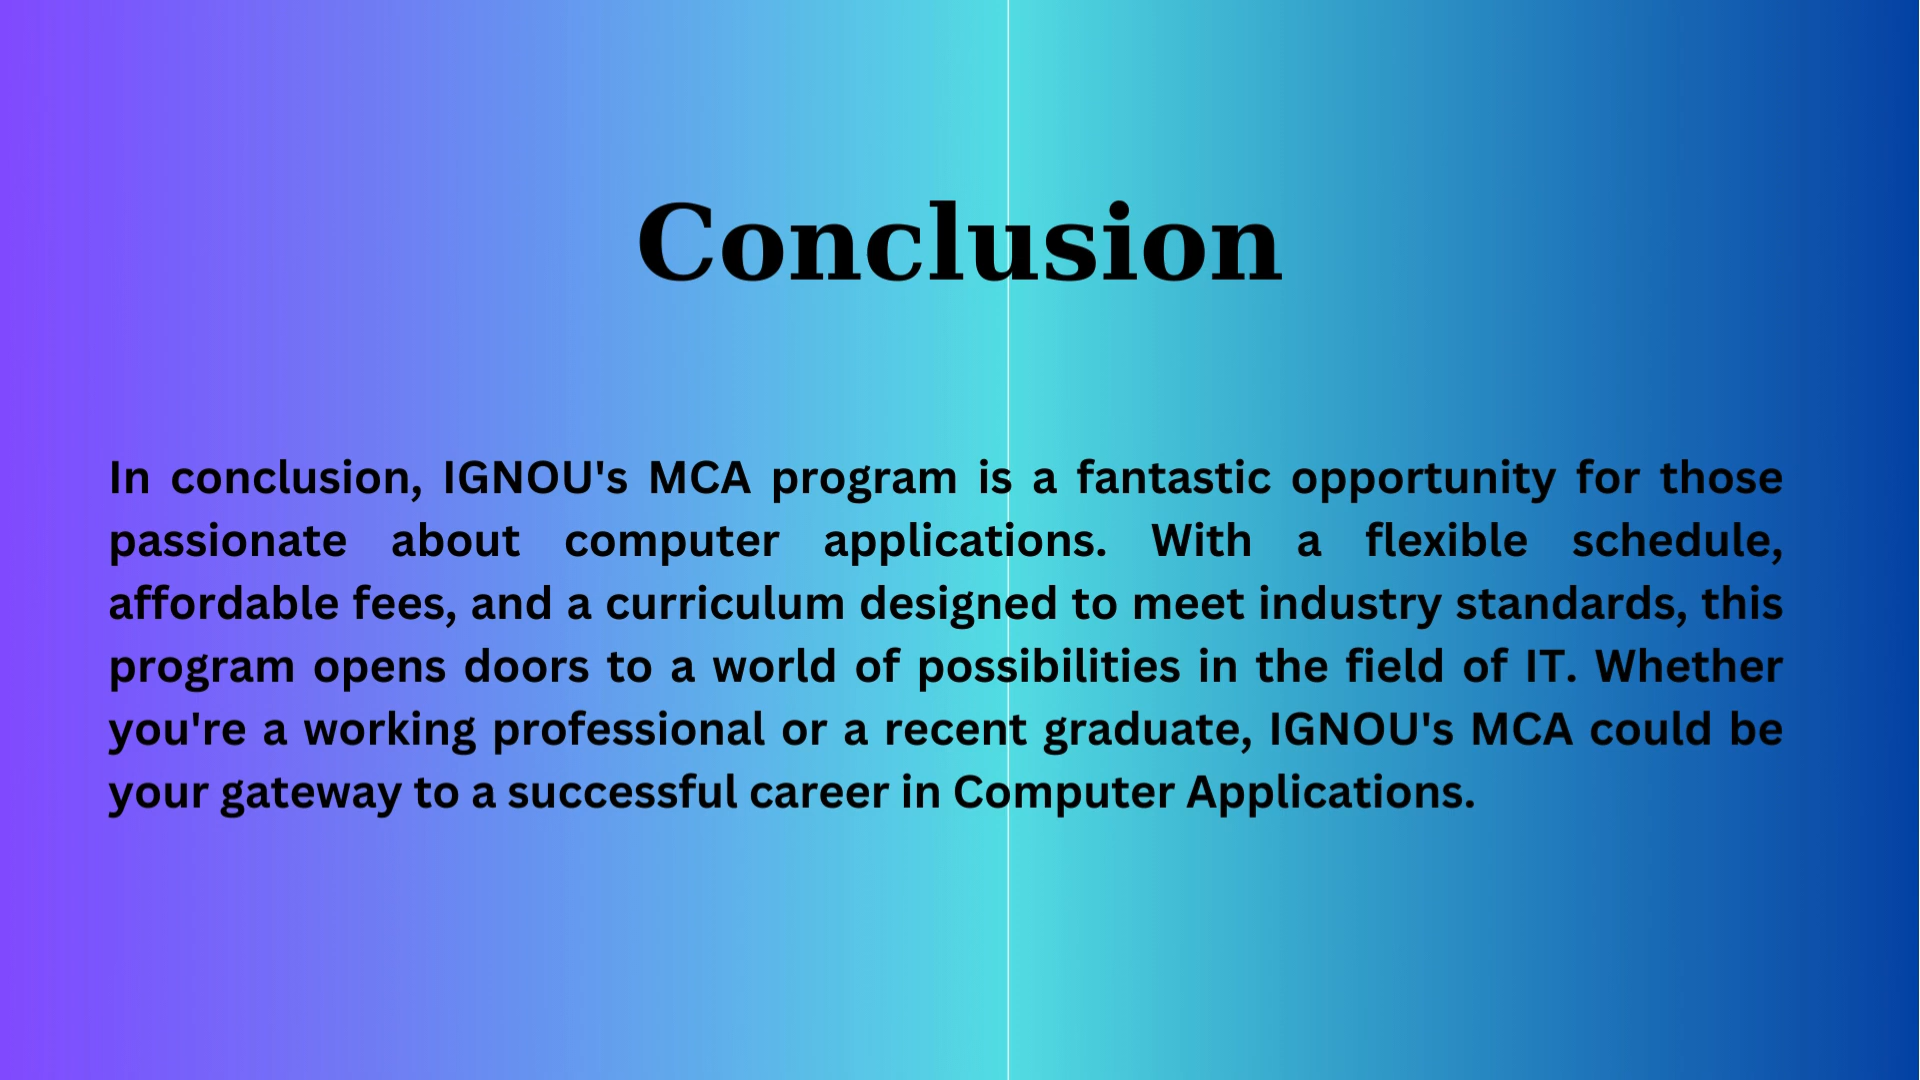 Conclusion
In conclusion, IGNOU's MCA program is a fantastic opportunity for those
passionate about computer applications. With a flexible schedule,
affordable fees, and a curriculum designed to meet industry standards, this
program opens doors to a world of possibilities in the field of IT. Whether
you're a working professional or a recent graduate, IGNOU's MCA could be
your gateway to a successful career in Computer Applications.